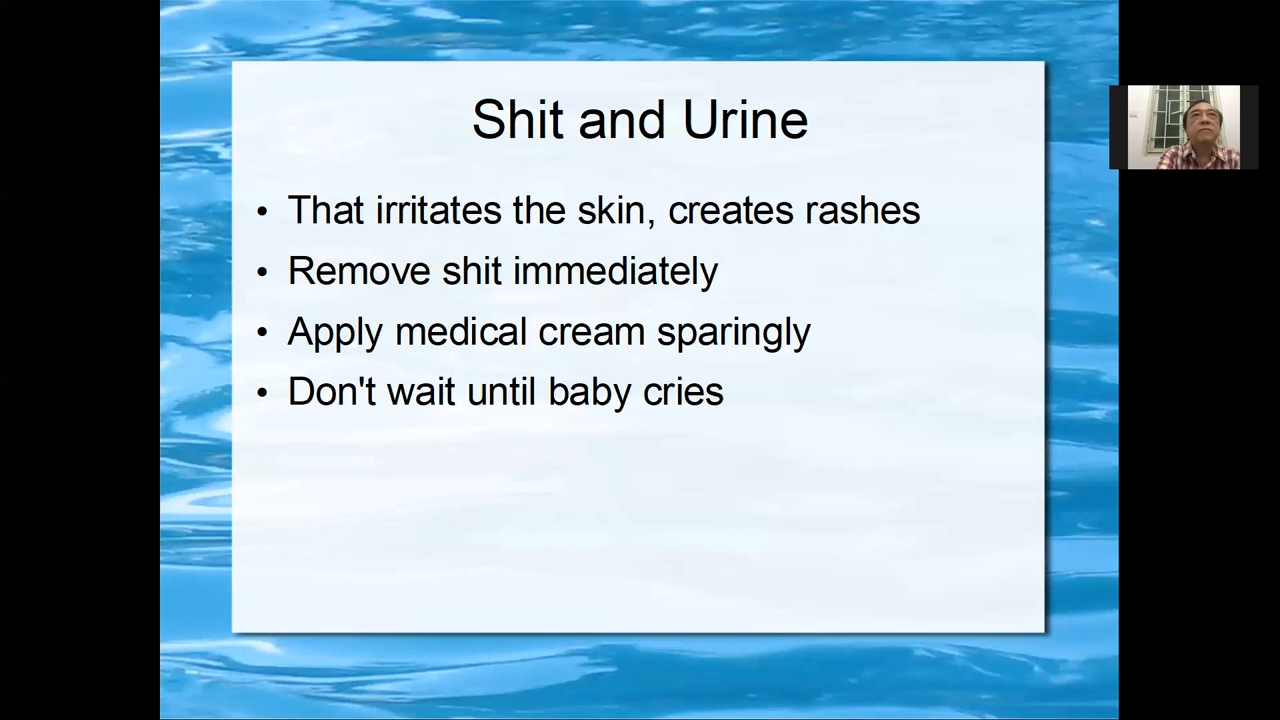 Shit and Urine
• That irritates the skin, creates rashes
• Remove shit immediately
• Apply medical cream sparingly
• Don't wait until baby cries